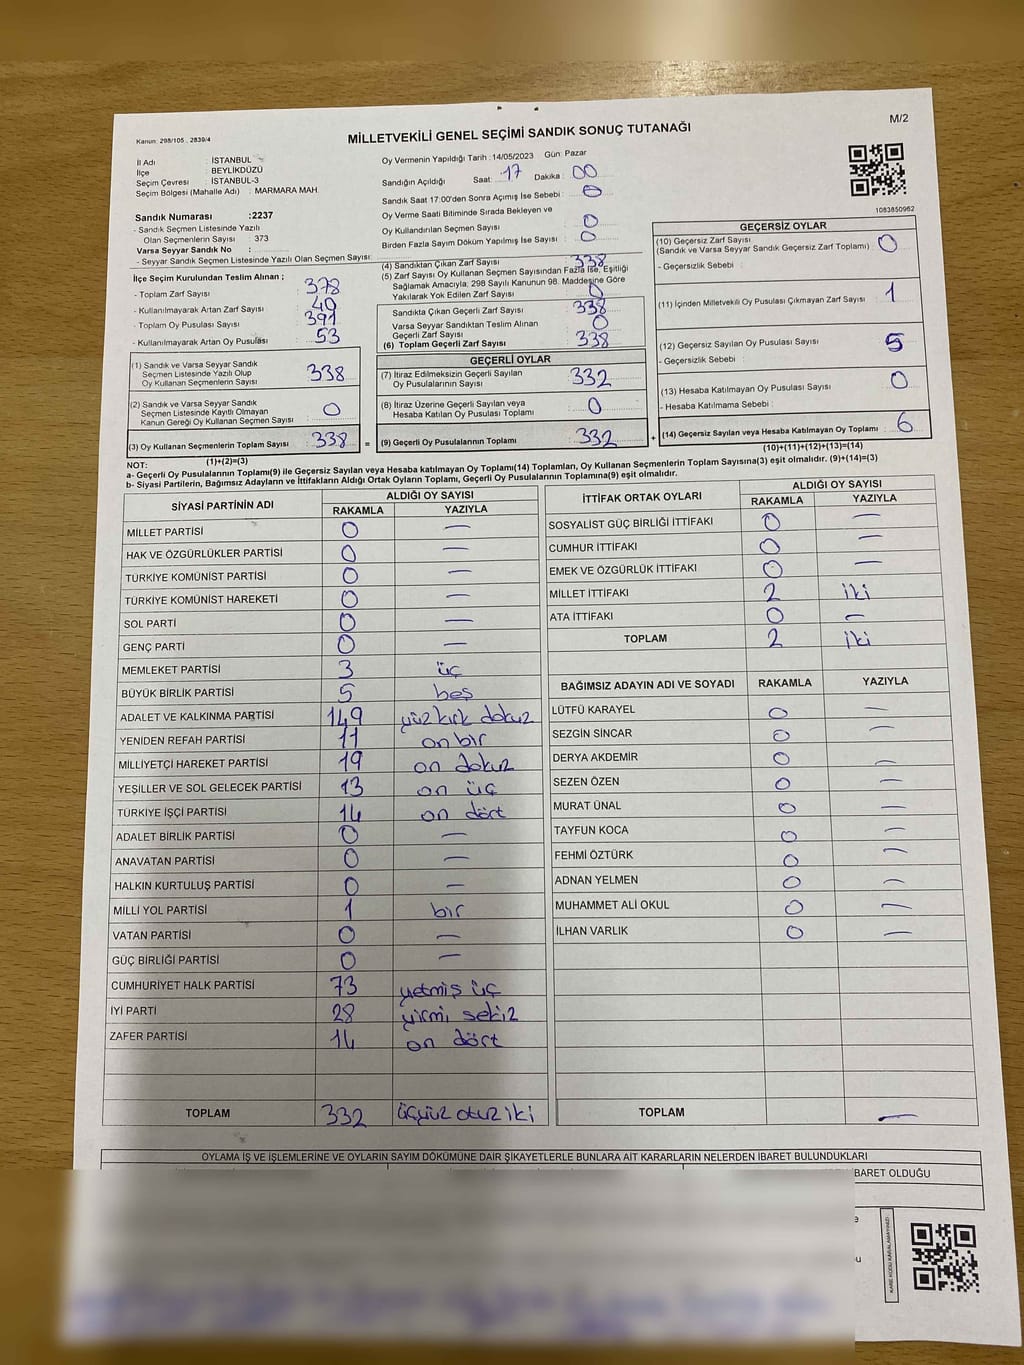 M/2
Kanun: 298/105 , 2839/4
MİLLETVEKİLİ GENEL SEÇİMİ SANDIK SONUÇ TUTANAĞI
İl Adı : İSTANBUL
İlçe : BEYLİKDÜZÜ
Seçim Çevresi : İSTANBUL-3
Seçim Bölgesi (Mahalle Adı) : MARMARA MAH.
Sandık Numarası :2237
- Sandık Seçmen Listesinde Yazılı
Olan Seçmenlerin Sayısı : 373
Varsa Seyyar Sandık No :
- Seyyar Sandık Seçmen Listesinde Yazılı Olan Seçmen Sayısı:
Oy Vermenin Yapıldığı Tarih : 14/05/2023 Gün: Pazar
Sandığın Açıldığı Saat: 17 Dakika : 00
Sandık Saat 17:00'den Sonra Açımış İse Sebebi : 0
Oy Verme Saati Bitiminde Sırada Bekleyen ve
Oy Kullandırılan Seçmen Sayısı : 0
Birden Fazla Sayım Döküm Yapılmış İse Sayısı : 0
1083850962
İlçe Seçim Kurulundan Teslim Alınan ;
- Toplam Zarf Sayısı : 378
- Kullanılmayarak Artan Zarf Sayısı : 40
- Toplam Oy Pusulası Sayısı : 391
- Kullanılmayarak Artan Oy Pusulası : 53
(1) Sandık ve Varsa Seyyar Sandık
Seçmen Listesinde Yazılı Olup
Oy Kullanan Seçmenlerin Sayısı : 338
(2) Sandık ve Varsa Seyyar Sandık
Seçmen Listesinde Kayıtlı Olmayan
Kanun Gereği Oy Kullanan Seçmen Sayısı : 0
(3) Oy Kullanan Seçmenlerin Toplam Sayısı : 338 =
(1)+(2)=(3)
(4) Sandıktan Çıkan Zarf Sayısı : 338
(5) Zarf Sayısı Oy Kullanan Seçmen Sayısından Fazla İse, Eşitliği
Sağlamak Amacıyla, 298 Sayılı Kanunun 98. Maddesine Göre
Yakılarak Yok Edilen Zarf Sayısı : 0
Sandıkta Çıkan Geçerli Zarf Sayısı : 338
Varsa Seyyar Sandıktan Teslim Alınan
Geçerli Zarf Sayısı : 0
(6) Toplam Geçerli Zarf Sayısı : 338
GEÇERLİ OYLAR
(7) İtiraz Edilmeksizin Geçerli Sayılan
Oy Pusulalarının Sayısı : 332
(8) İtiraz Üzerine Geçerli Sayılan veya
Hesaba Katılan Oy Pusulası Toplamı : 0
(9) Geçerli Oy Pusulalarının Toplamı : 332 +
GEÇERSİZ OYLAR
(10) Geçersiz Zarf Sayısı
(Sandık ve Varsa Seyyar Sandık Geçersiz Zarf Toplamı) : 0
- Geçersizlik Sebebi :
(11) İçinden Milletvekili Oy Pusulası Çıkmayan Zarf Sayısı : 1
(12) Geçersiz Sayılan Oy Pusulası Sayısı : 5
- Geçersizlik Sebebi :
(13) Hesaba Katılmayan Oy Pusulası Sayısı : 0
- Hesaba Katılmama Sebebi :
(14) Geçersiz Sayılan veya Hesaba Katılmayan Oy Toplamı : 6
(10)+(11)+(12)+(13)=(14)
NOT:
a- Geçerli Oy Pusulalarının Toplamı(9) ile Geçersiz Sayılan veya Hesaba katılmayan Oy Toplamı(14) Toplamları, Oy Kullanan Seçmenlerin Toplam Sayısına(3) eşit olmalıdır. (9)+(14)=(3)
b- Siyasi Partilerin, Bağımsız Adayların ve İttifakların Aldığı Ortak Oyların Toplamı, Geçerli Oy Pusulalarının Toplamına(9) eşit olmalıdır.
SİYASİ PARTİNİN ADI ALDIĞI OY SAYISI
RAKAMLA YAZIYLA
MİLLET PARTİSİ 0 —
HAK VE ÖZGÜRLÜKLER PARTİSİ 0 —
TÜRKİYE KOMÜNİST PARTİSİ 0 —
TÜRKİYE KOMÜNİST HAREKETİ 0 —
SOL PARTİ 0 —
GENÇ PARTİ 0 —
MEMLEKET PARTİSİ 3 üç
BÜYÜK BİRLİK PARTİSİ 5 beş
ADALET VE KALKINMA PARTİSİ 149 yüz kırk dokuz
YENİDEN REFAH PARTİSİ 11 on bir
MİLLİYETÇİ HAREKET PARTİSİ 19 on dokuz
YEŞİLLER VE SOL GELECEK PARTİSİ 13 on üç
TÜRKİYE İŞÇİ PARTİSİ 14 on dört
ADALET BİRLİK PARTİSİ 0 —
ANAVATAN PARTİSİ 0 —
HALKIN KURTULUŞ PARTİSİ 0 —
MİLLİ YOL PARTİSİ 1 bir
VATAN PARTİSİ 0 —
GÜÇ BİRLİĞİ PARTİSİ 0 —
CUMHURİYET HALK PARTİSİ 73 yetmiş üç
İYİ PARTİ 28 yirmi sekiz
ZAFER PARTİSİ 14 on dört
TOPLAM 332 üçyüz otuz iki
İTTİFAK ORTAK OYLARI ALDIĞI OY SAYISI
RAKAMLA YAZIYLA
SOSYALİST GÜÇ BİRLİĞİ İTTİFAKI 0 —
CUMHUR İTTİFAKI 0 —
EMEK VE ÖZGÜRLÜK İTTİFAKI 0 —
MİLLET İTTİFAKI 2 iki
ATA İTTİFAKI 0 —
TOPLAM 2 iki
BAĞIMSIZ ADAYIN ADI VE SOYADI RAKAMLA YAZIYLA
LÜTFÜ KARAYEL 0 —
SEZGİN SİNCAR 0 —
DERYA AKDEMİR 0 —
SEZEN ÖZEN 0 —
MURAT ÜNAL 0 —
TAYFUN KOCA 0 —
FEHMİ ÖZTÜRK 0 —
ADNAN YELMEN 0 —
MUHAMMET ALİ OKUL 0 —
İLHAN VARLIK 0 —
TOPLAM —
OYLAMA İŞ VE İŞLEMLERİNE VE OYLARIN SAYIM DÖKÜMÜNE DAİR ŞİKAYETLERLE BUNLARA AİT KARARLARIN NELERDEN İBARET BULUNDUKLARI
İBARET OLDUĞU
KARE KODU KARALAMAYINIZ!